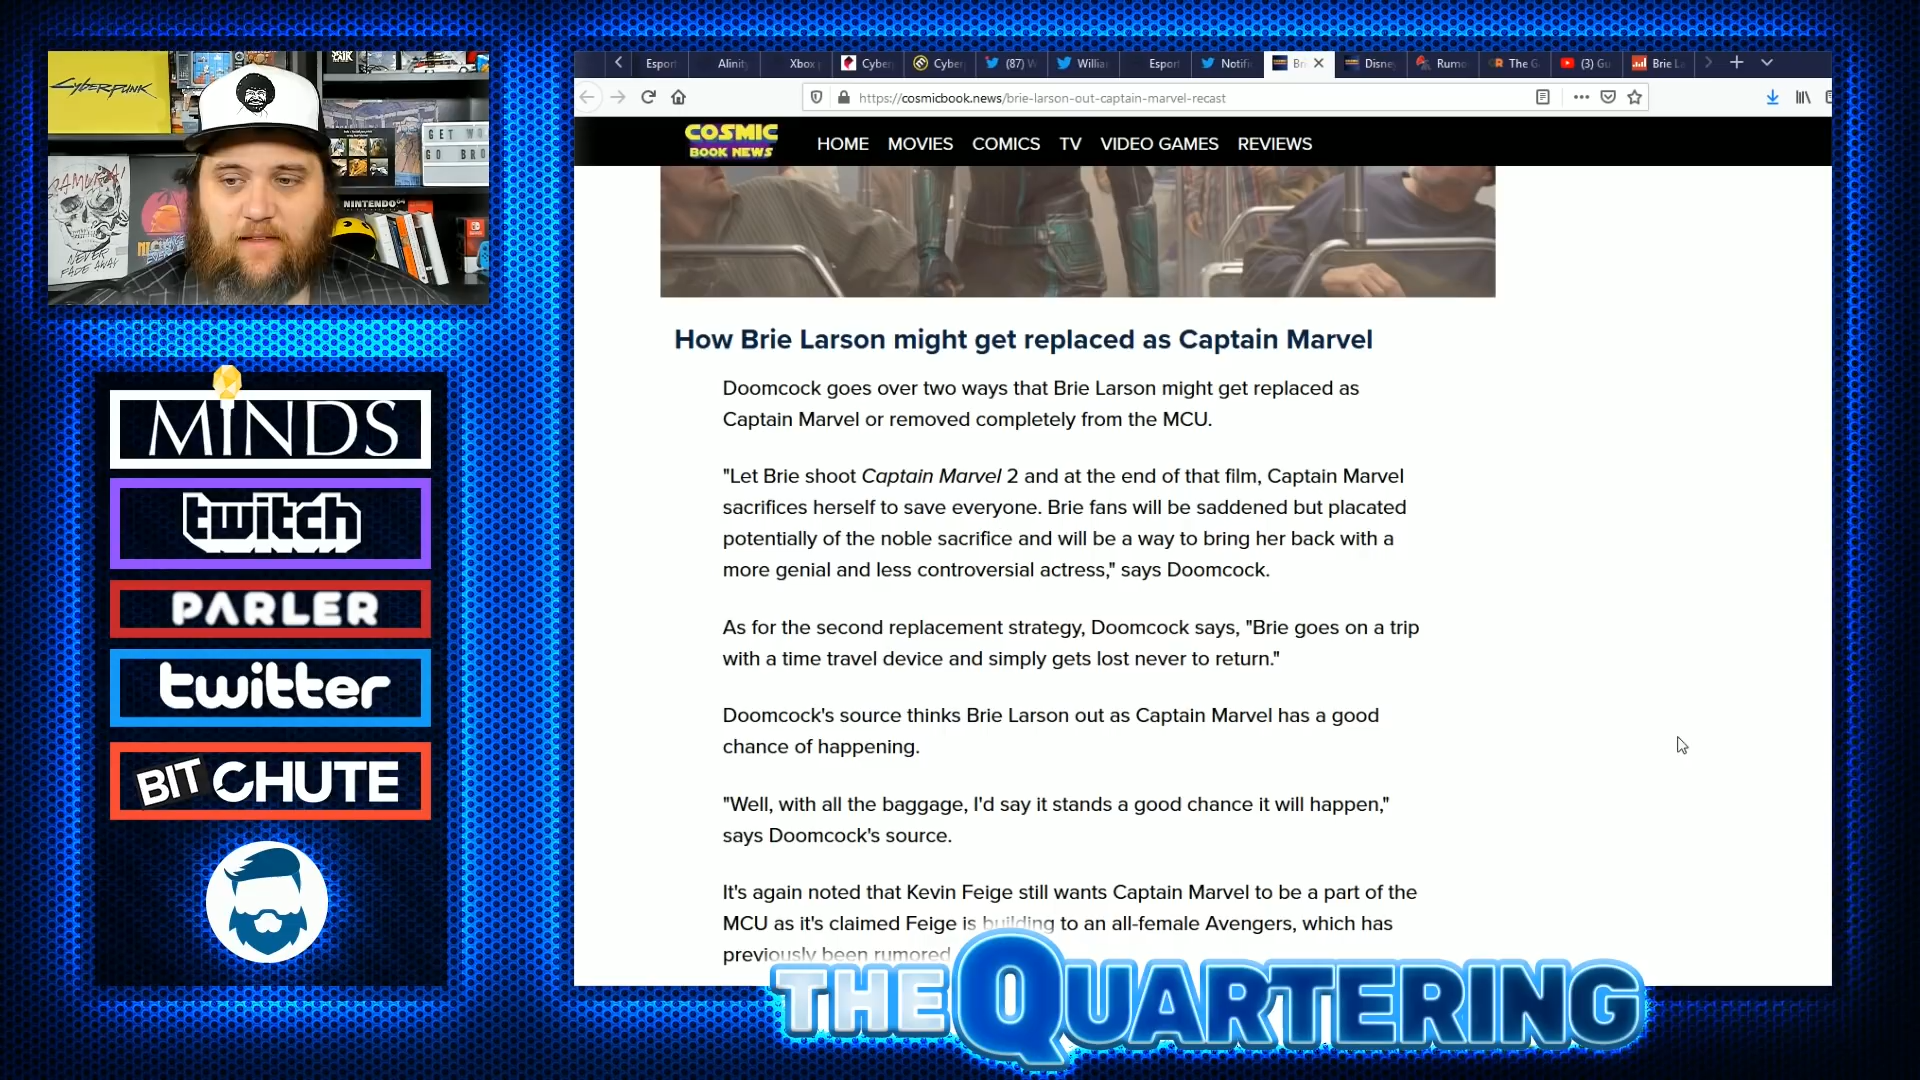 CYBERPUNK
SAMURAI
NEVER
FADE AWAY
GET WO
GO BRO
NINTENDO 64
MINDS
twitch
PARLER
twitter
BIT CHUTE
Esport
Alinit
Xbox
Cyber
Cyber
(87) W
Willia
Esport
Notifi
Br
Disne
Rumo
The G
(3) Gu
Brie L
https://cosmicbook.news/brie-larson-out-captain-marvel-recast
COSMIC
BOOK NEWS
HOME MOVIES COMICS TV VIDEO GAMES REVIEWS
How Brie Larson might get replaced as Captain Marvel
Doomcock goes over two ways that Brie Larson might get replaced as
Captain Marvel or removed completely from the MCU.
"Let Brie shoot Captain Marvel 2 and at the end of that film, Captain Marvel
sacrifices herself to save everyone. Brie fans will be saddened but placated
potentially of the noble sacrifice and will be a way to bring her back with a
more genial and less controversial actress," says Doomcock.
As for the second replacement strategy, Doomcock says, "Brie goes on a trip
with a time travel device and simply gets lost never to return."
Doomcock's source thinks Brie Larson out as Captain Marvel has a good
chance of happening.
"Well, with all the baggage, I'd say it stands a good chance it will happen,"
says Doomcock's source.
It's again noted that Kevin Feige still wants Captain Marvel to be a part of the
MCU as it's claimed Feige is building to an all-female Avengers, which has
previously been rumored
THE QUARTERING